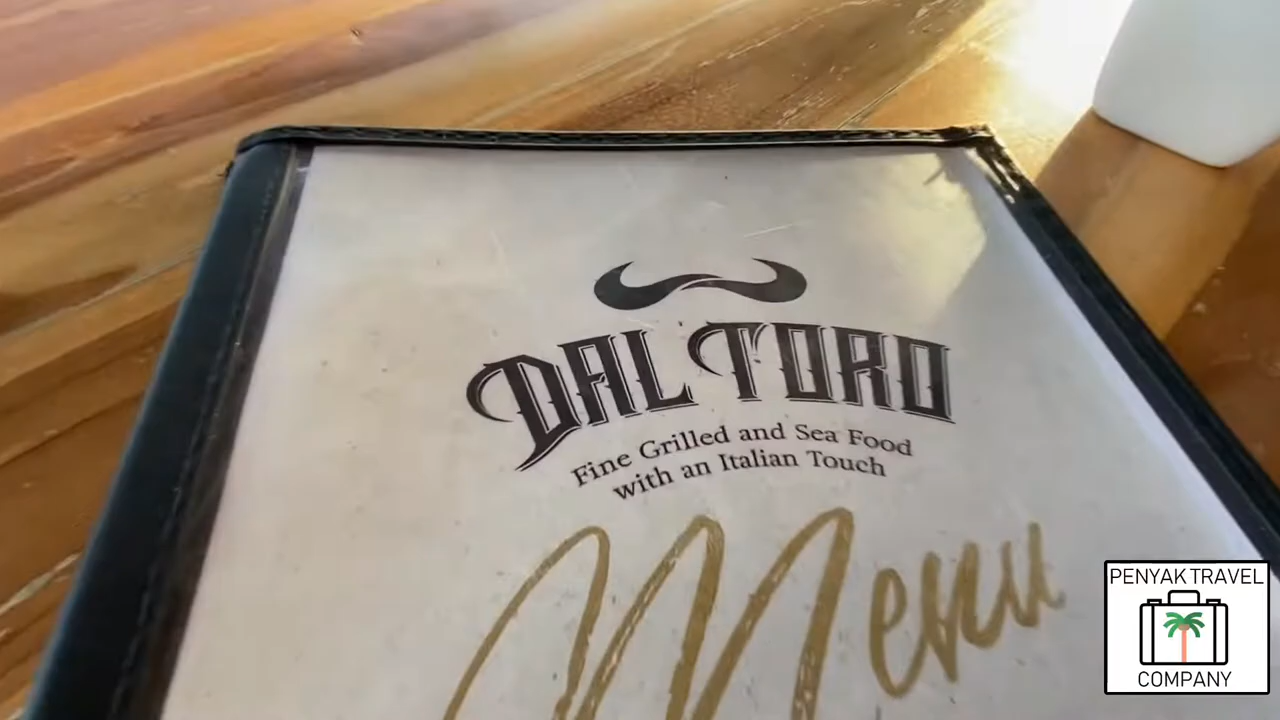 DAL TORO
Fine Grilled and Sea Food
with an Italian Touch
Menu
PENYAK TRAVEL
COMPANY